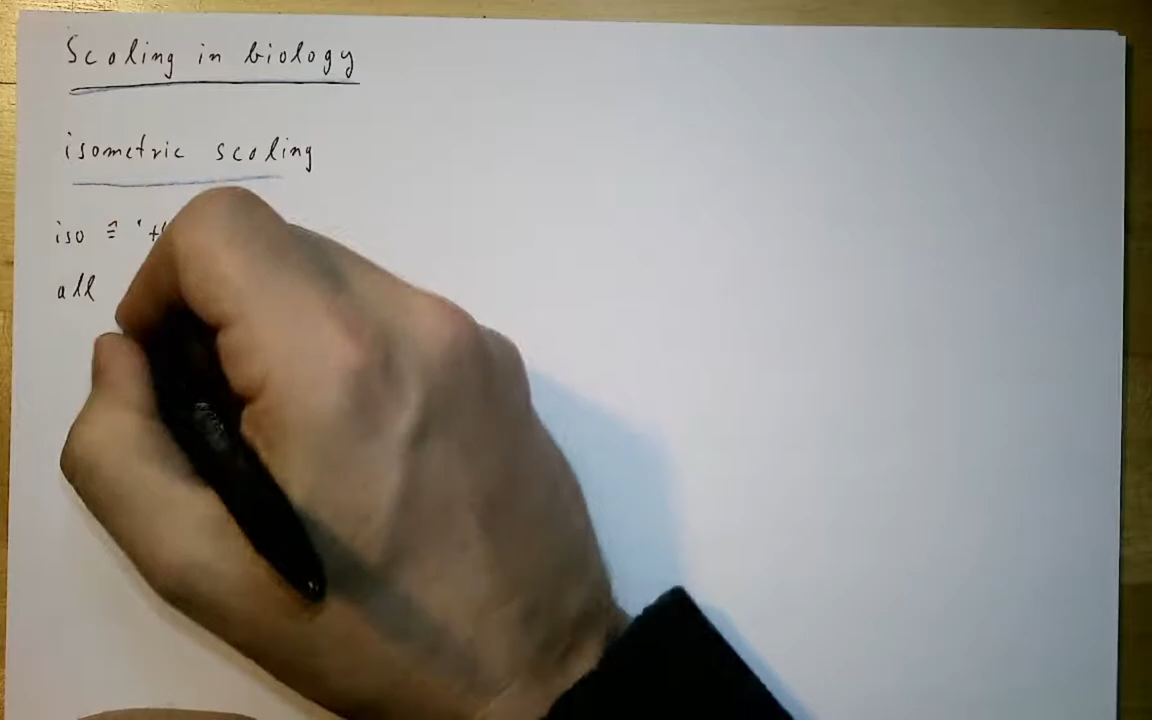 Scaling in biology
isometric scaling
iso ≙
all